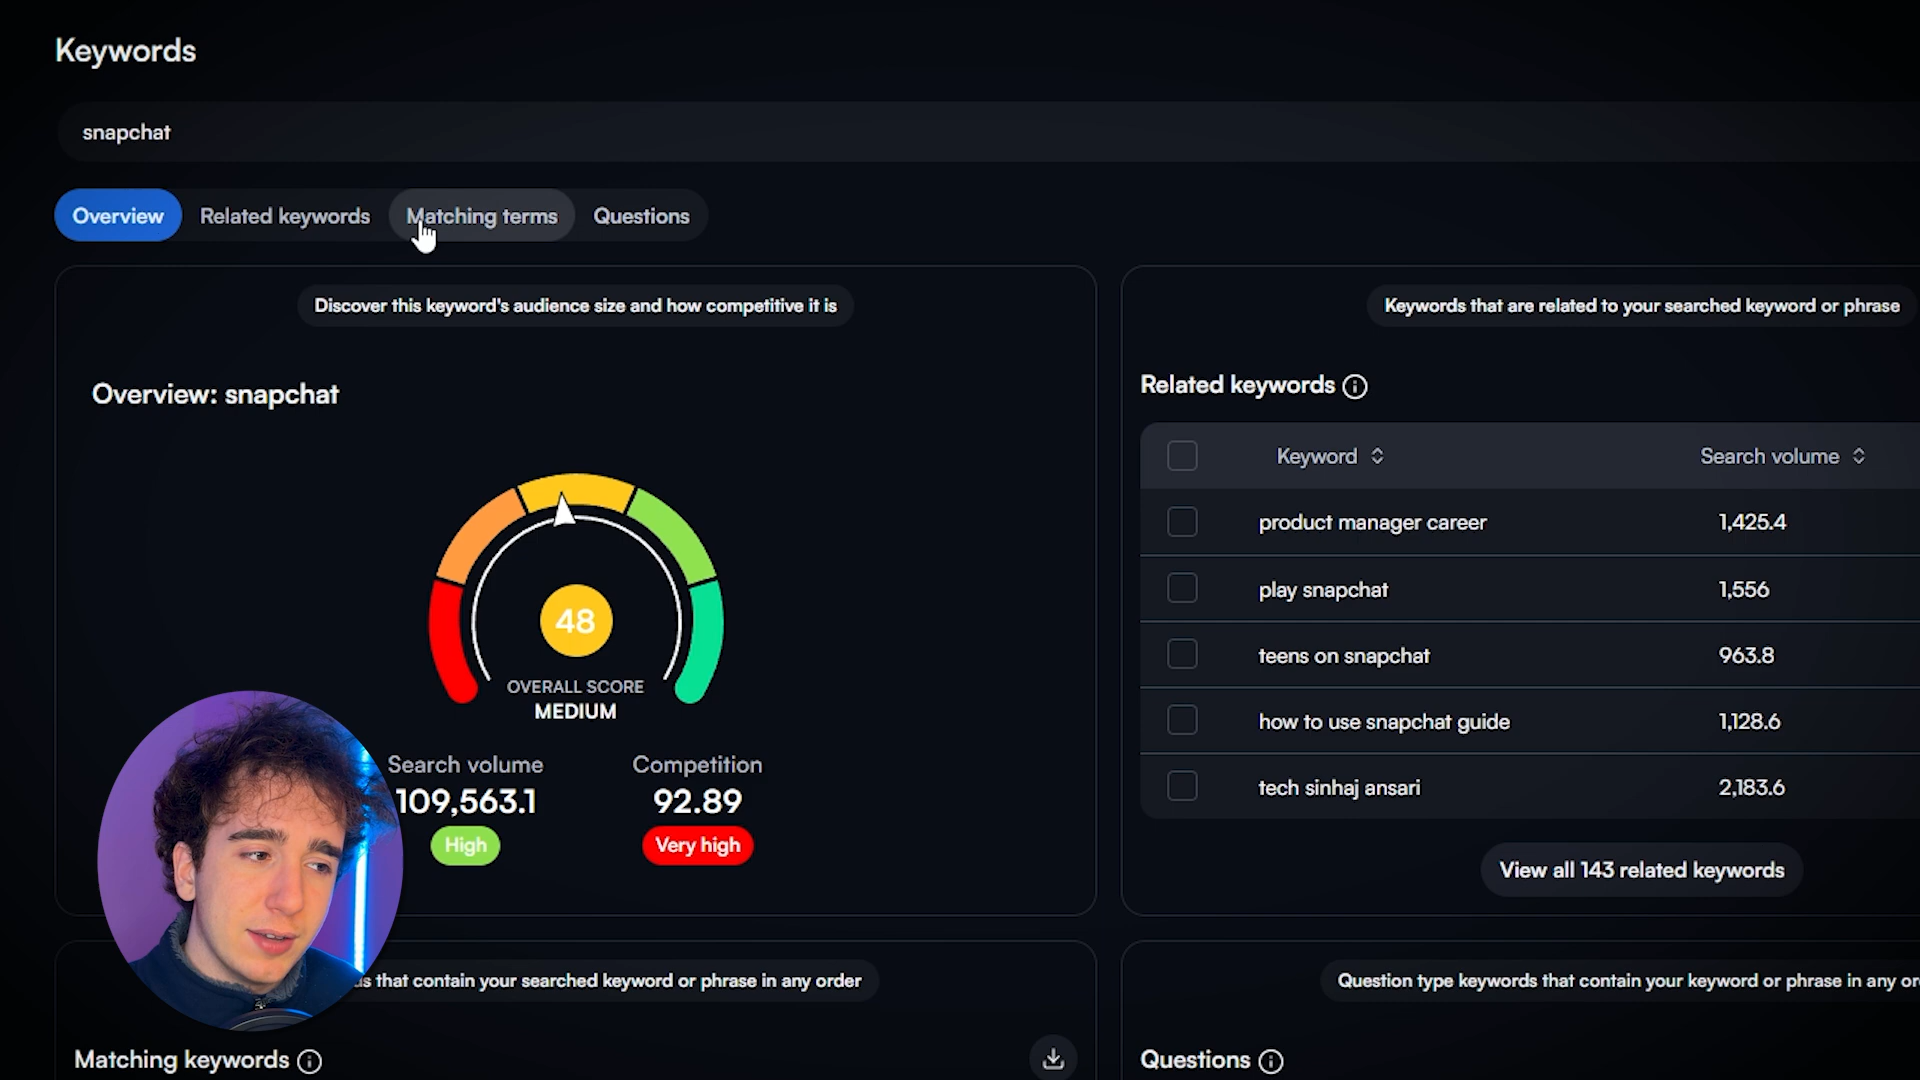 Keywords
snapchat
Overview
Related keywords
Matching terms
Questions
Discover this keyword's audience size and how competitive it is
Overview: snapchat
48
OVERALL SCORE
MEDIUM
Search volume
109,563.1
High
Competition
92.89
Very high
Keywords that are related to your searched keyword or phrase
Related keywords
Keyword Search volume
product manager career 1,425.4
play snapchat 1,556
teens on snapchat 963.8
how to use snapchat guide 1,128.6
tech sinhaj ansari 2,183.6
View all 143 related keywords
that contain your searched keyword or phrase in any order
Matching keywords
Question type keywords that contain your keyword or phrase in any
Questions